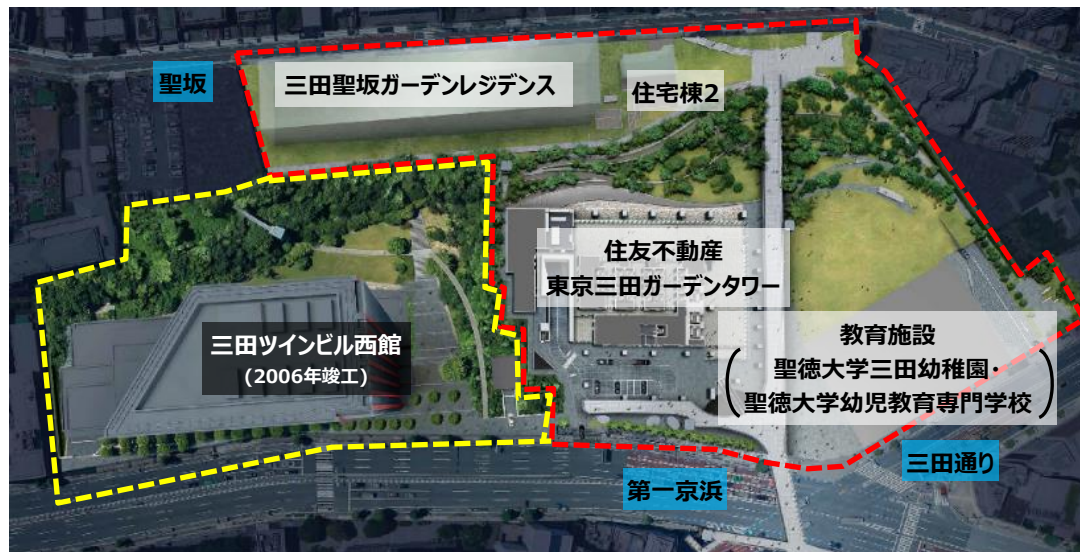 聖坂
三田聖坂ガーデンレジデンス
住宅棟2
住友不動産
東京三田ガーデンタワー
三田ツインビル西館
(2006年竣工)
教育施設
聖徳大学三田幼稚園・
聖徳大学幼児教育専門学校
三田通り
第一京浜